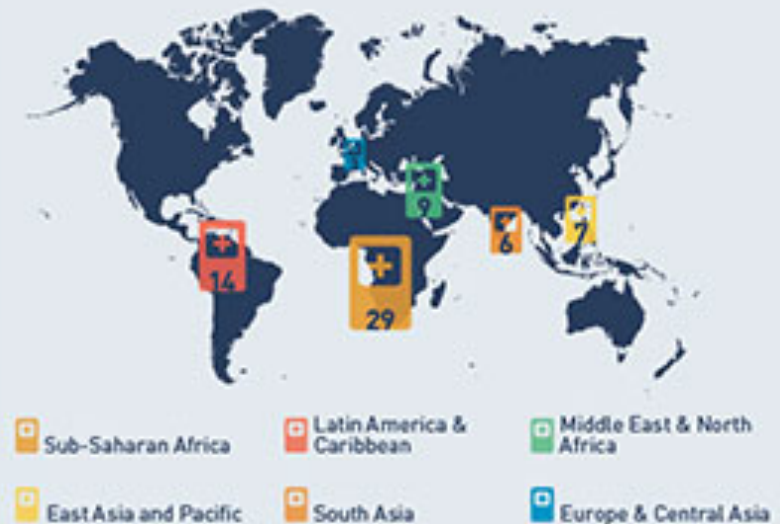 9
6
7
14
29
Sub-Saharan Africa
Latin America &
Caribbean
Middle East & North
Africa
East Asia and Pacific
South Asia
Europe & Central Asia